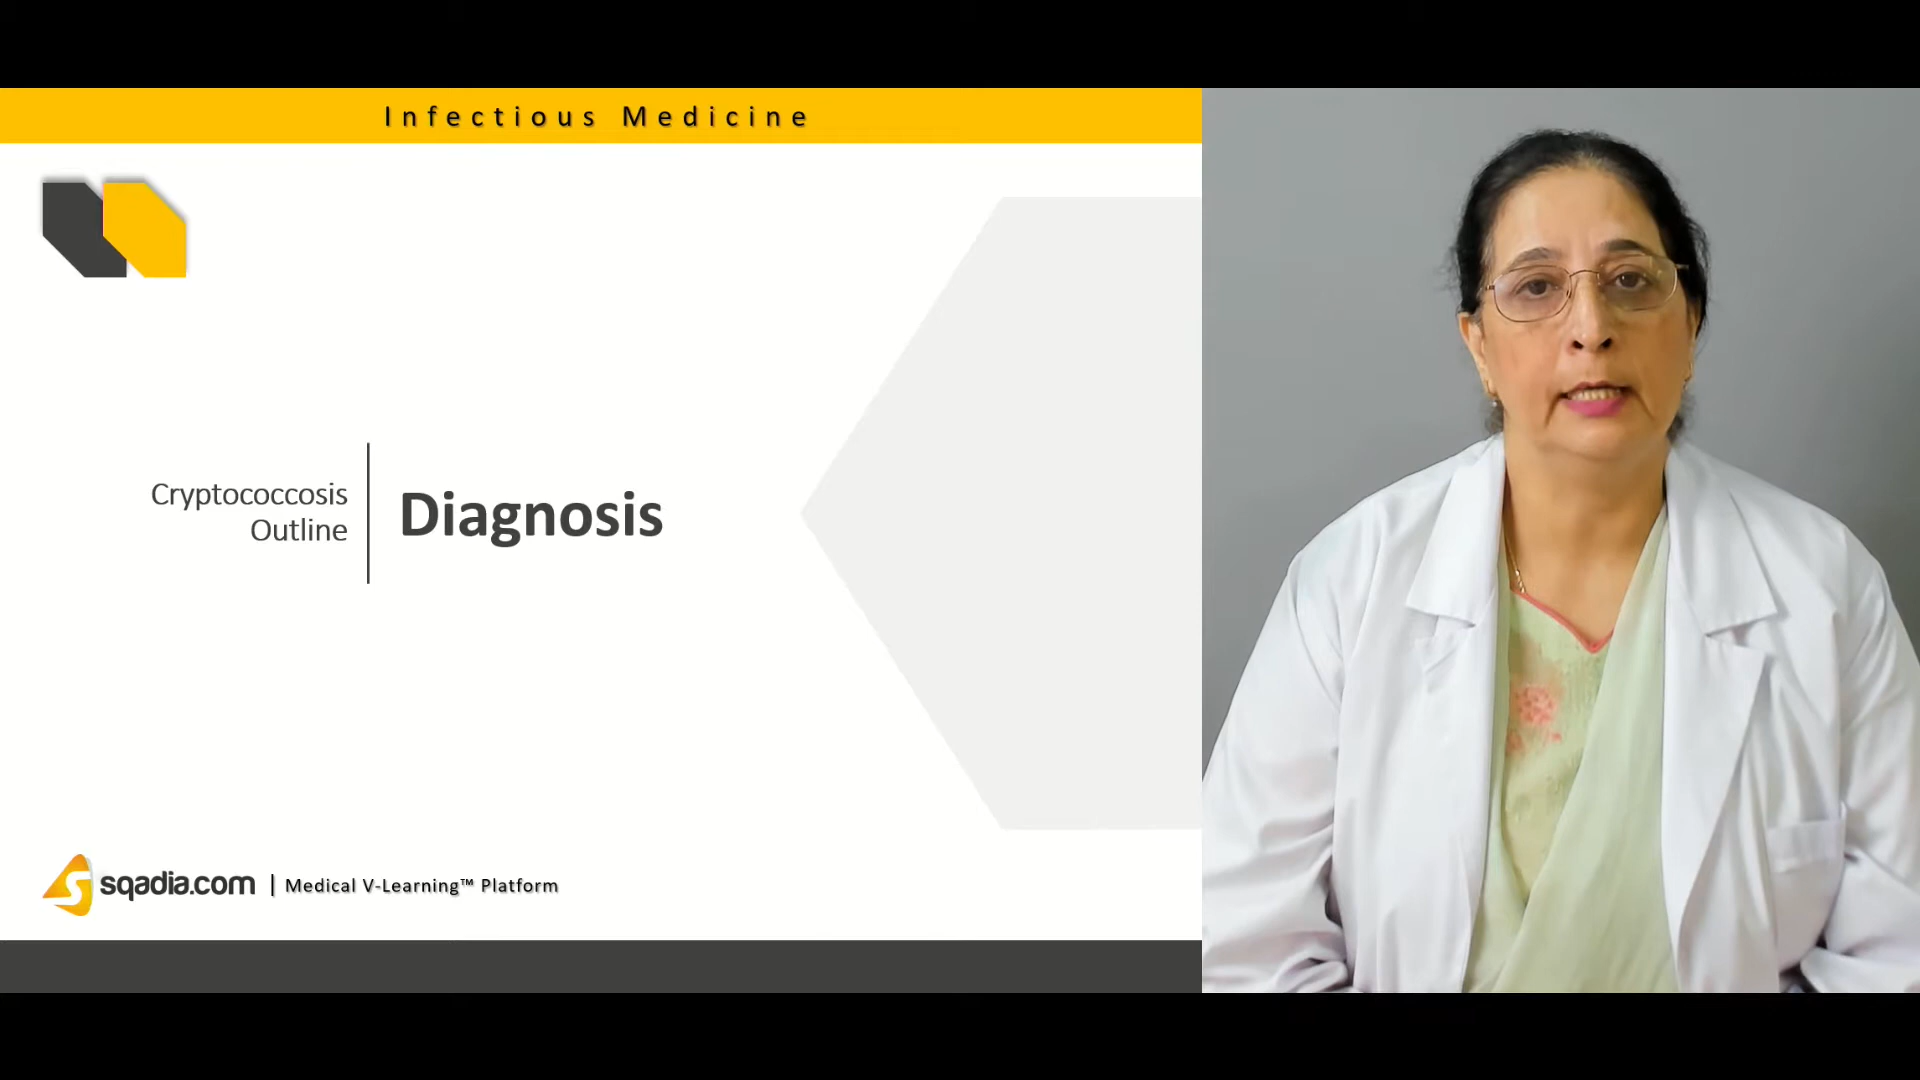 Infectious Medicine
Cryptococcosis
Outline
Diagnosis
sqadia.com | Medical V-Learning™ Platform